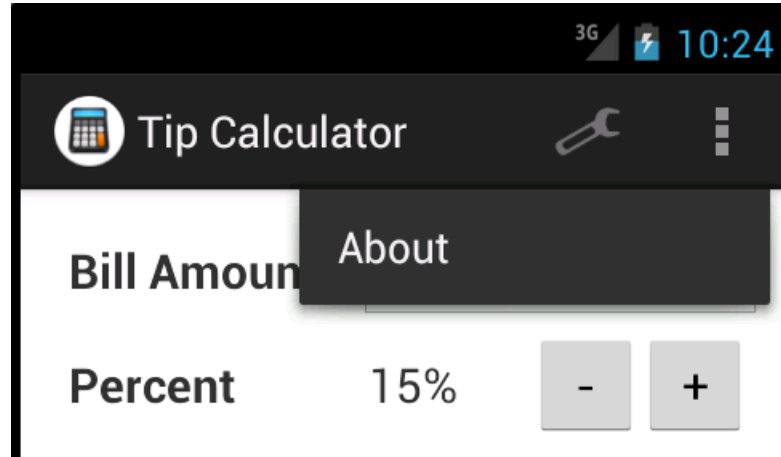 3G 10:24
Tip Calculator
About
Bill Amoun
Percent 15% - +